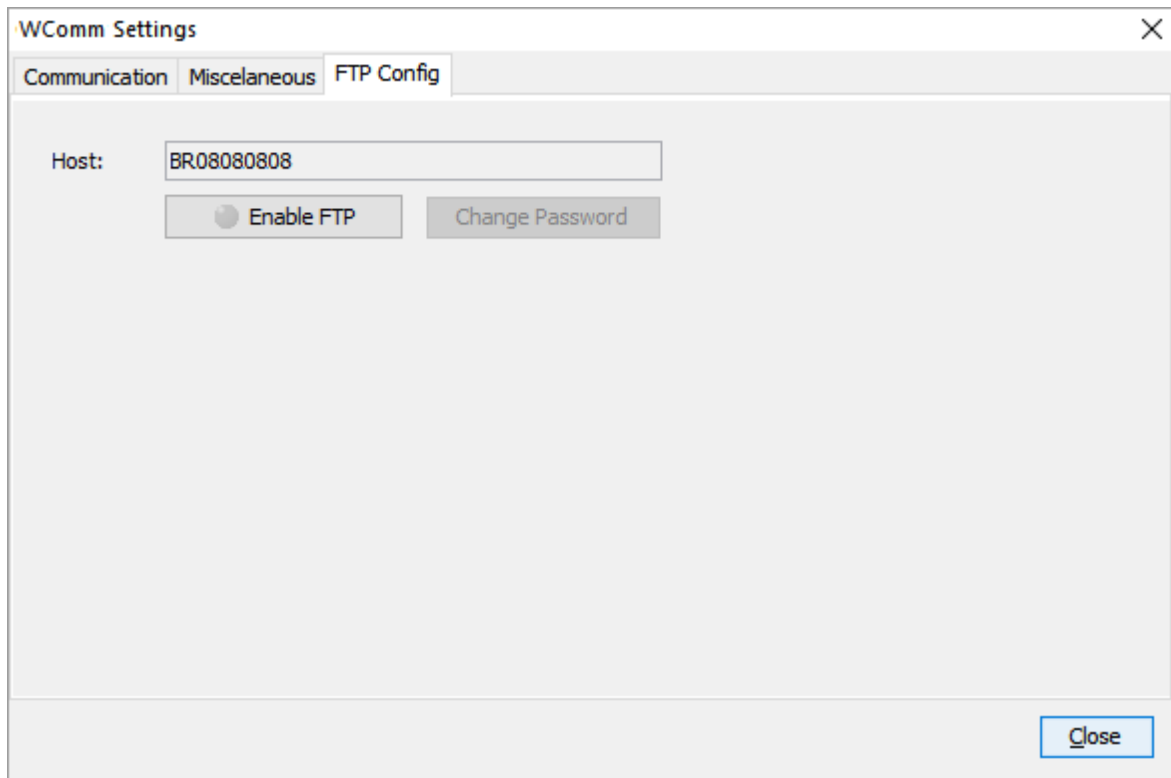 WComm Settings
Communication Miscelaneous FTP Config
Host: BR08080808
Enable FTP Change Password
Close